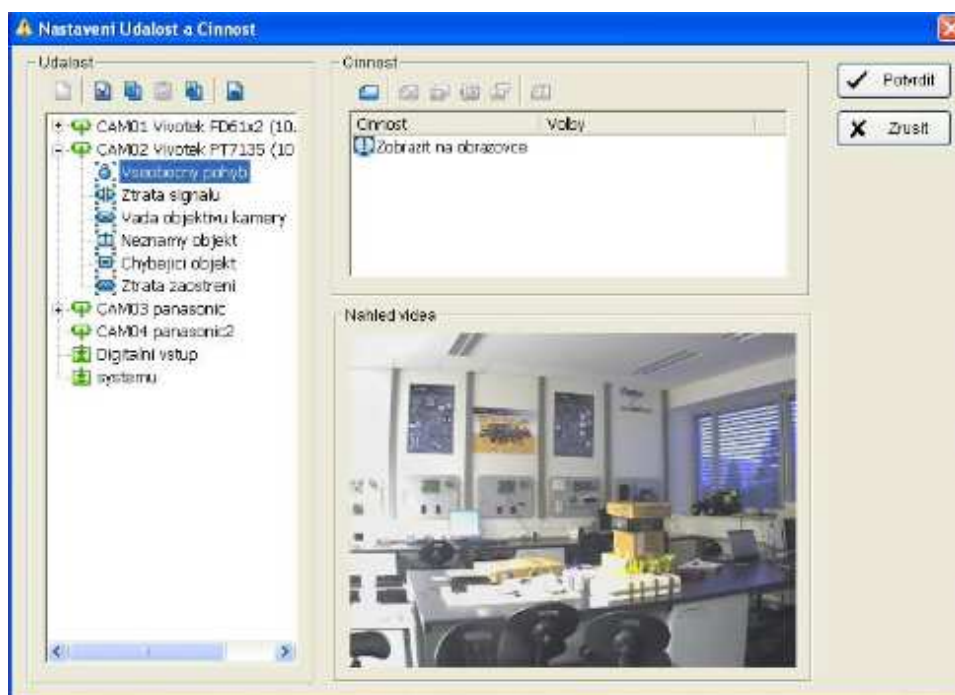 Nastaveni Udalost a Cinnost
Udalost
CAM01 Vivotek FD61x2 (10.
CAM02 Vivotek PT7135 (10
Vseobecny pohyb
Ztrata signalu
Vada objektivu kamery
Neznamy objekt
Chybejici objekt
Ztrata zaostreni
CAM03 panasonic
CAM04 panasonic2
Digitalni vstup
systemu
Cinnost
Cinnost Volby
Zobrazit na obrazovce
Nahled videa
Potvrdit
Zrusit